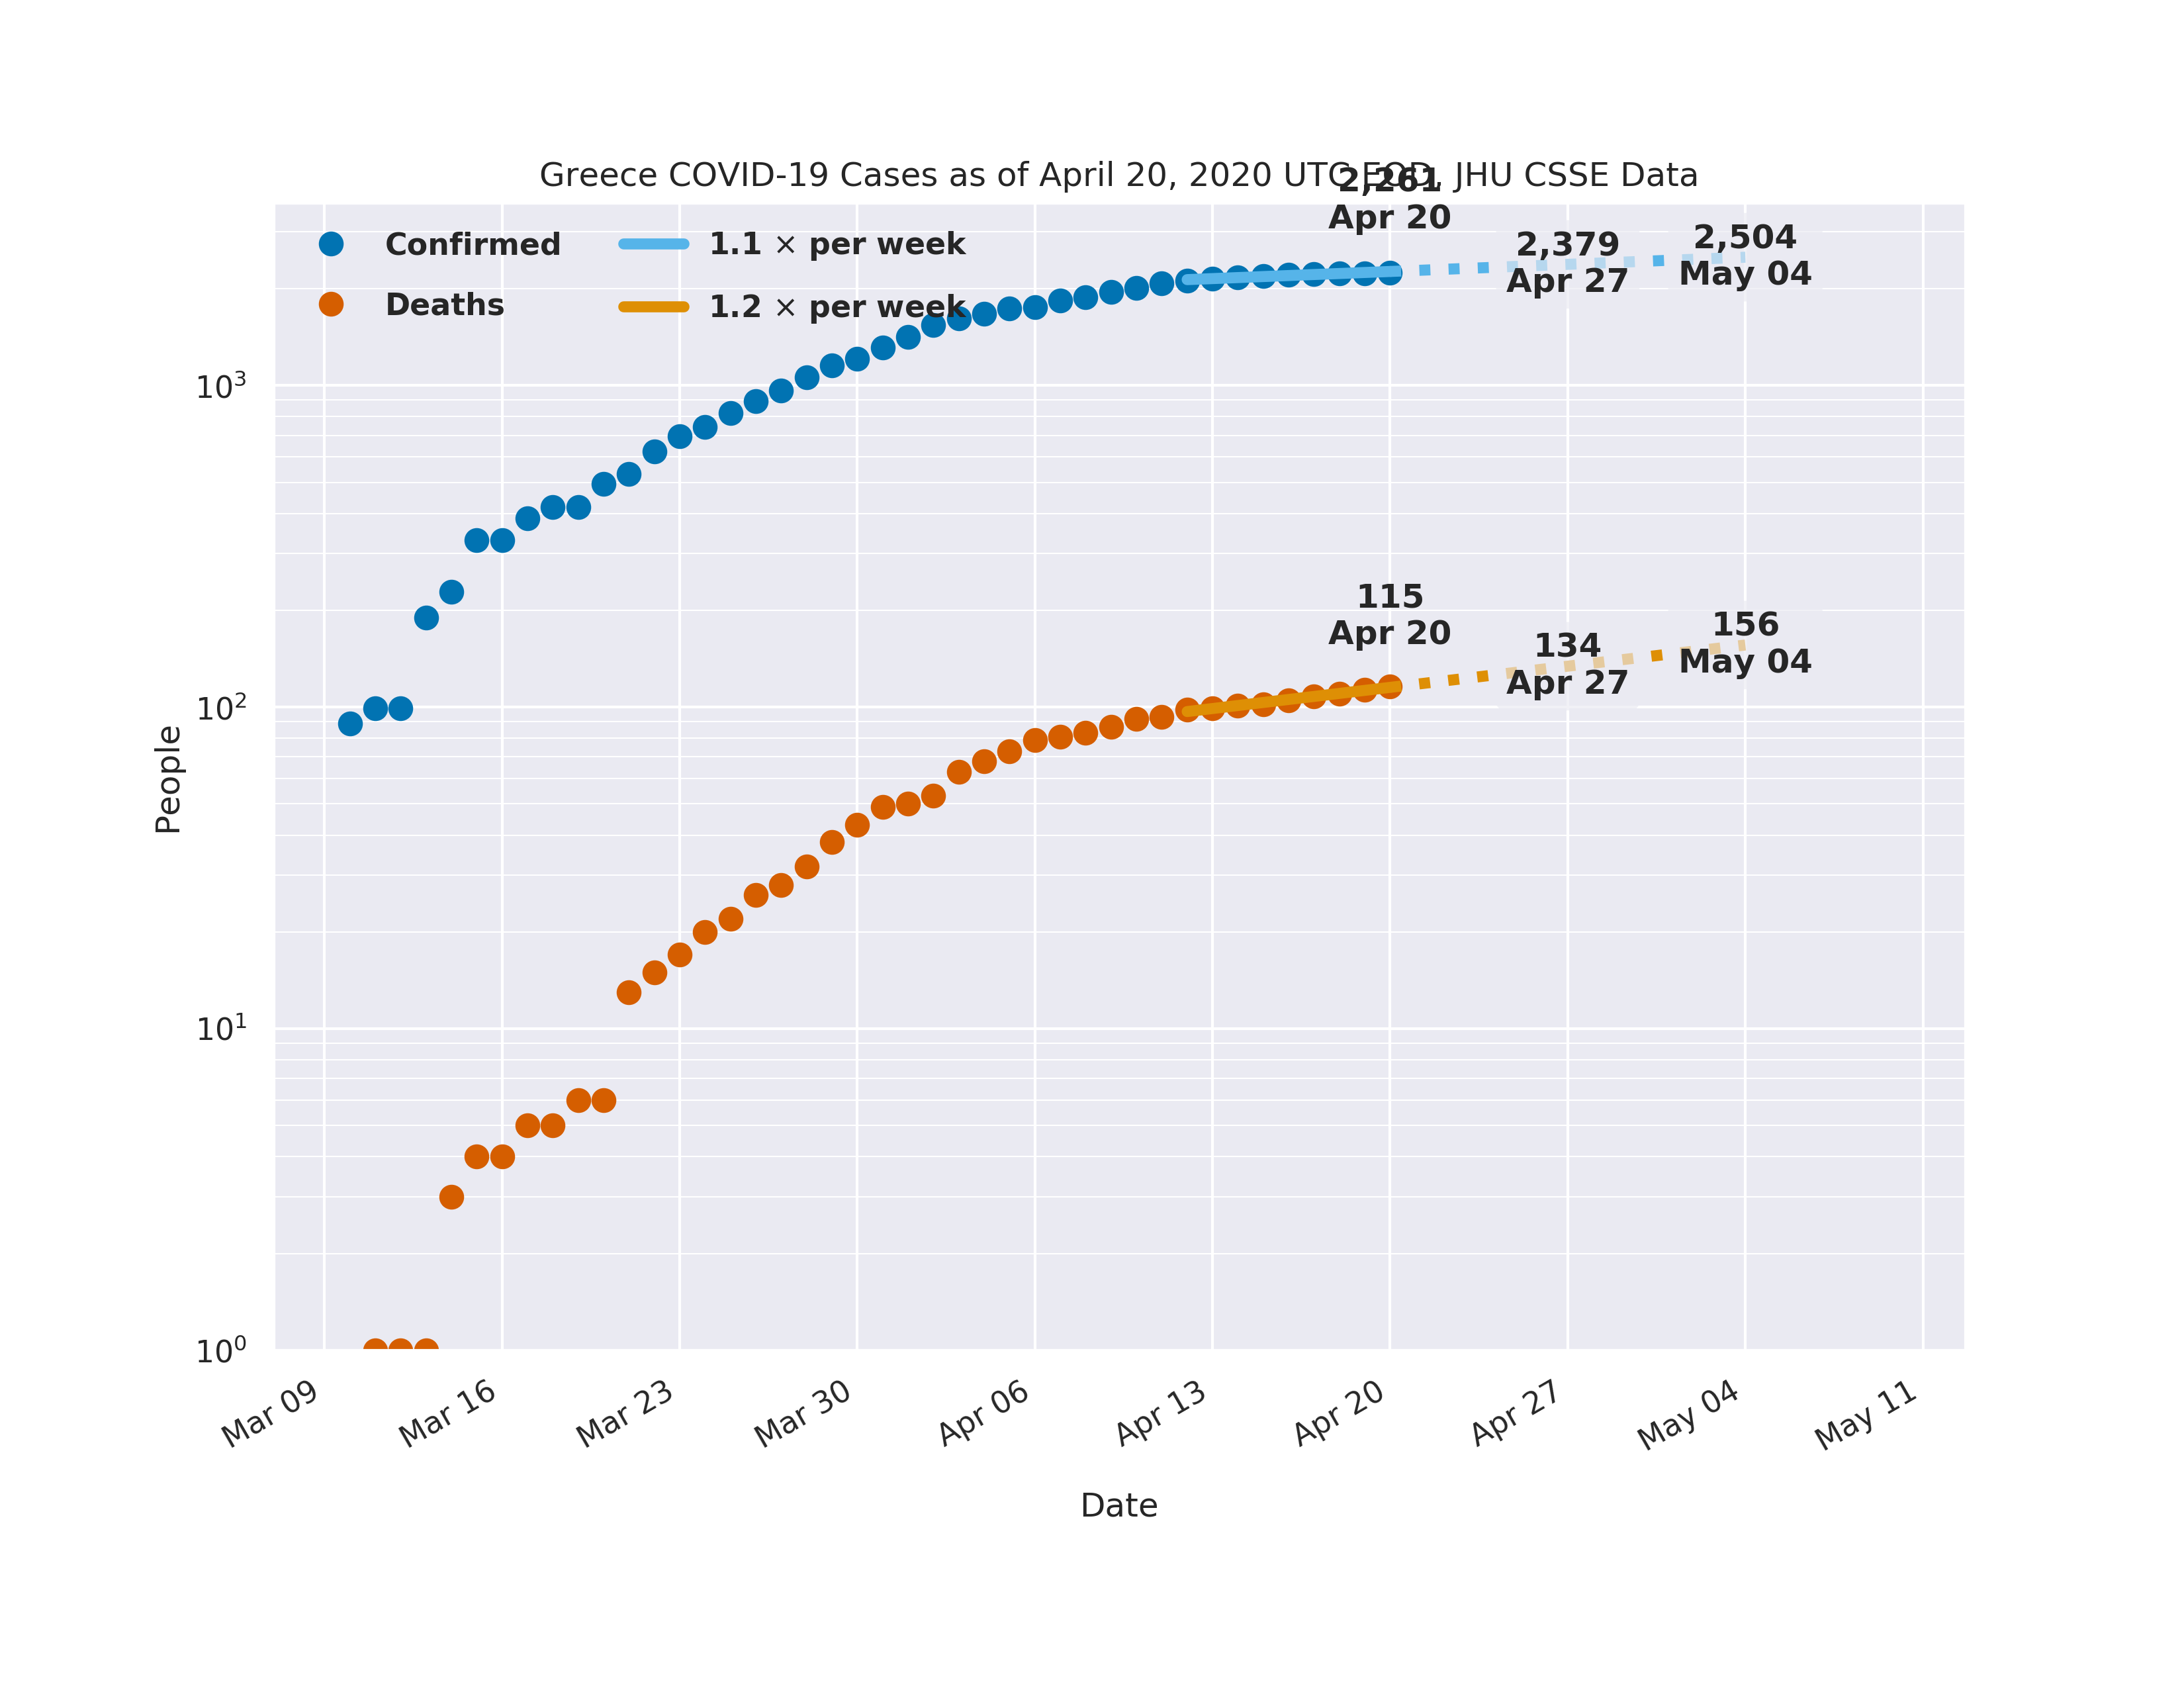 Greece COVID-19 Cases as of April 20, 2020 UTC EOD, JHU CSSE Data
2,261
Apr 20
2,379
Apr 27
2,504
May 04
Confirmed
Deaths
1.1 × per week
1.2 × per week
115
Apr 20
134
Apr 27
156
May 04
People
10³
10²
10¹
10⁰
Mar 09
Mar 16
Mar 23
Mar 30
Apr 06
Apr 13
Apr 20
Apr 27
May 04
May 11
Date